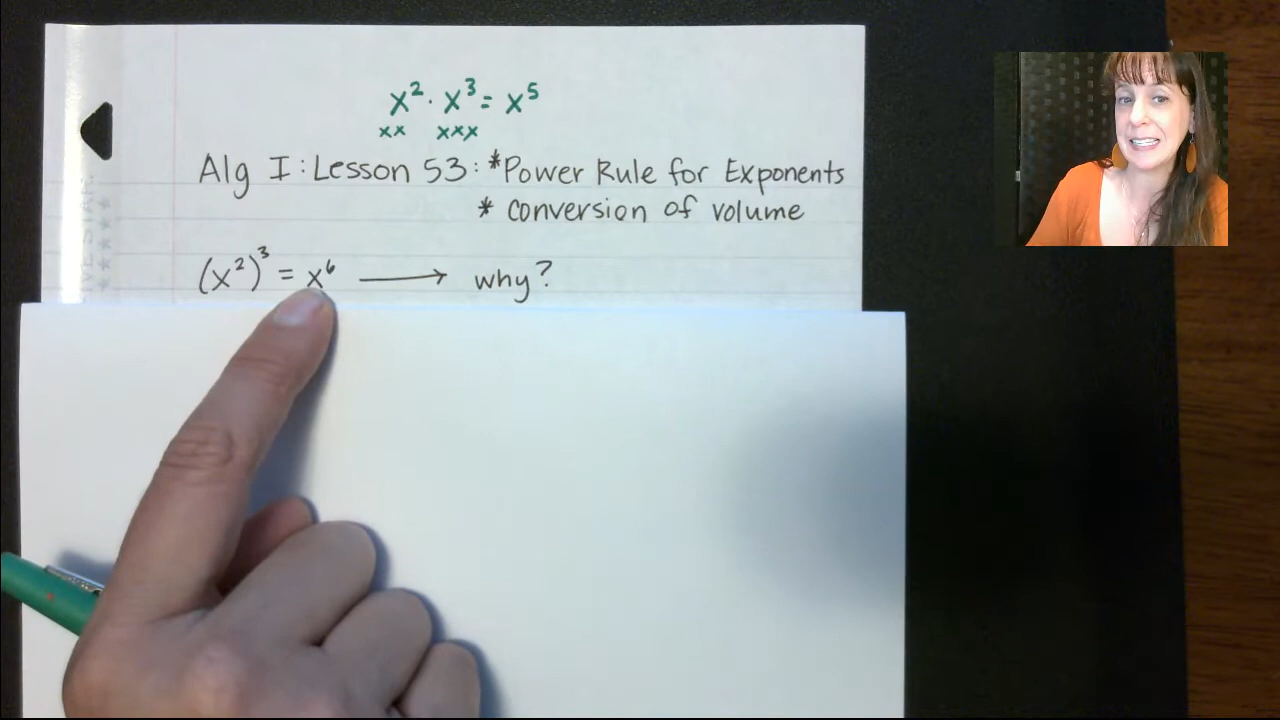 x² · x³ = x⁵
xx xxx
Alg I : Lesson 53 : *Power Rule for Exponents
* conversion of volume
(x²)³ = x⁶ ⟶ why?